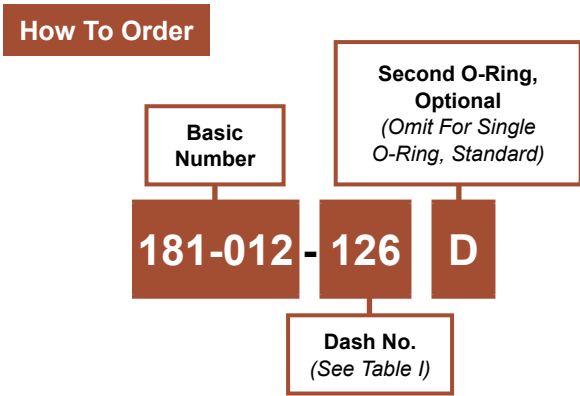 How To Order
Second O-Ring,
Optional
(Omit For Single
O-Ring, Standard)
Basic
Number
181-012 - 126 D
Dash No.
(See Table I)